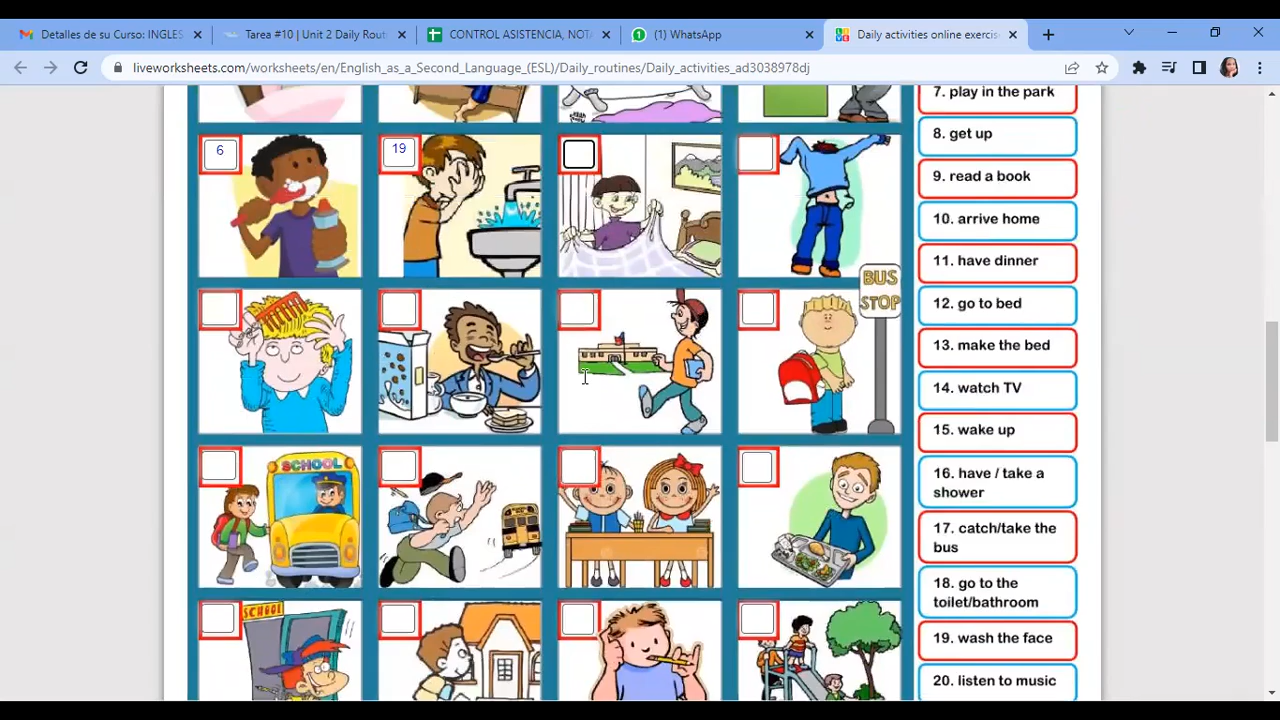 Detalles de su Curso: INGLES
Tarea #10 | Unit 2 Daily Rout
CONTROL ASISTENCIA, NOTA
(1) WhatsApp
Daily activities online exercis
liveworksheets.com/worksheets/en/English_as_a_Second_Language_(ESL)/Daily_routines/Daily_activities_ad3038978dj
7. play in the park
8. get up
6
19
9. read a book
10. arrive home
11. have dinner
BUS
STOP
12. go to bed
13. make the bed
14. watch TV
15. wake up
SCHOOL
16. have / take a
shower
17. catch/take the
bus
18. go to the
toilet/bathroom
SCHOOL
19. wash the face
20. listen to music